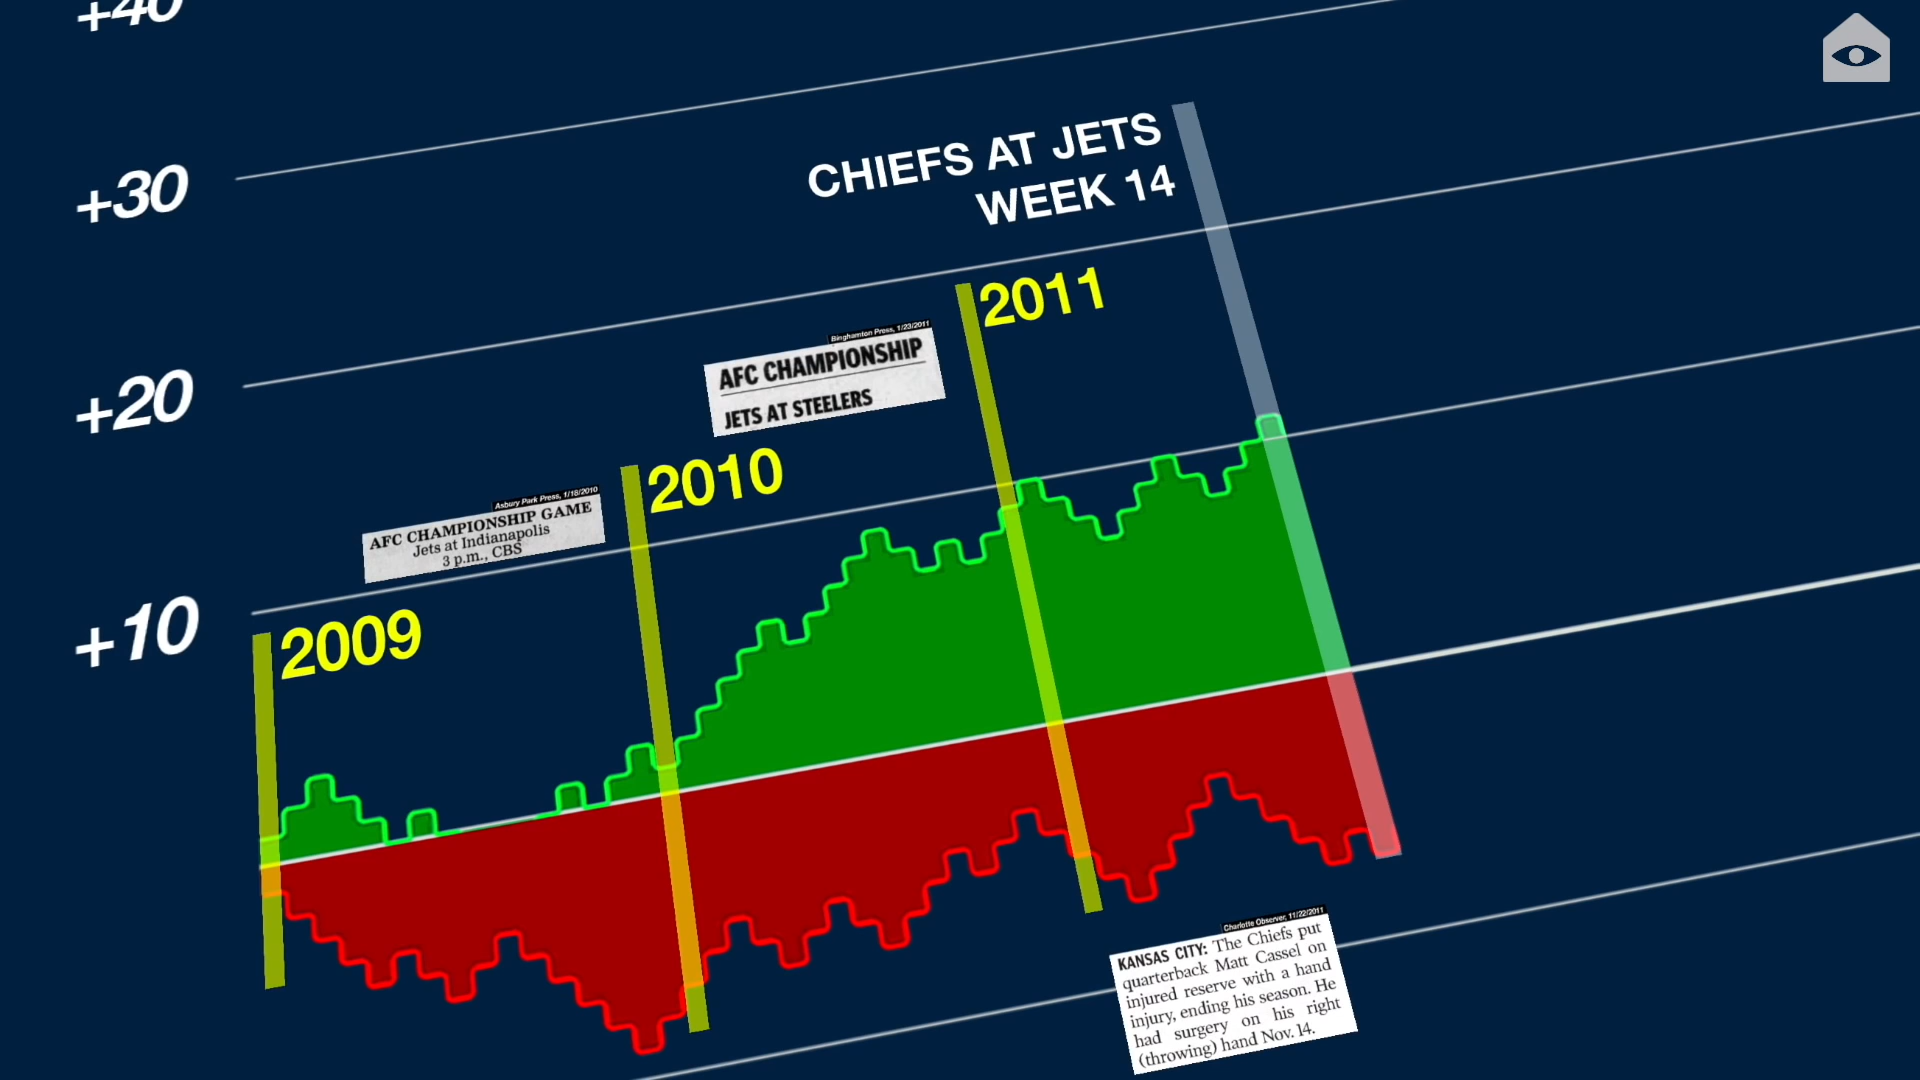 +40
+30
+20
+10
CHIEFS AT JETS
WEEK 14
2011
Binghamton Press, 1/23/2011
AFC CHAMPIONSHIP
JETS AT STEELERS
2010
Asbury Park Press, 1/18/2010
AFC CHAMPIONSHIP GAME
Jets at Indianapolis
3 p.m., CBS
2009
Charlotte Observer, 11/22/2011
KANSAS CITY: The Chiefs put
quarterback Matt Cassel on
injured reserve with a hand
injury, ending his season. He
had surgery on his right
(throwing) hand Nov. 14.